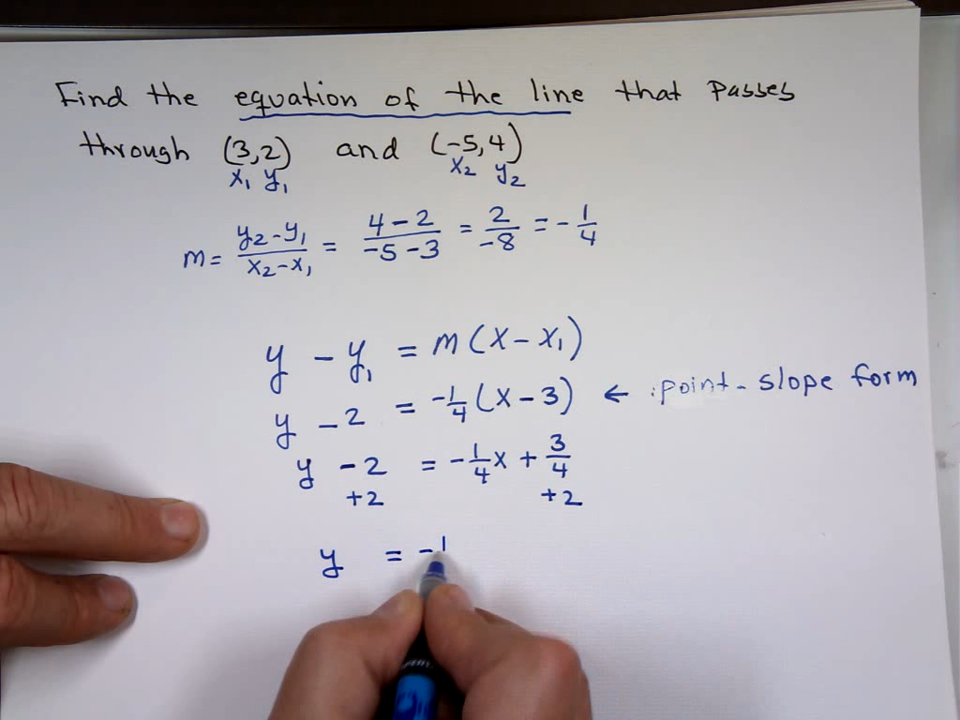 Find the equation of the line that passes
through (3,2) and (-5,4)
x₁ y₁ x₂ y₂
m = y₂-y₁/x₂-x₁ = 4-2/-5-3 = 2/-8 = -1/4
y - y₁ = m(x - x₁)
y - 2 = -1/4(x - 3) ← point-slope form
y - 2 = -1/4x + 3/4
+2 +2
y = -1